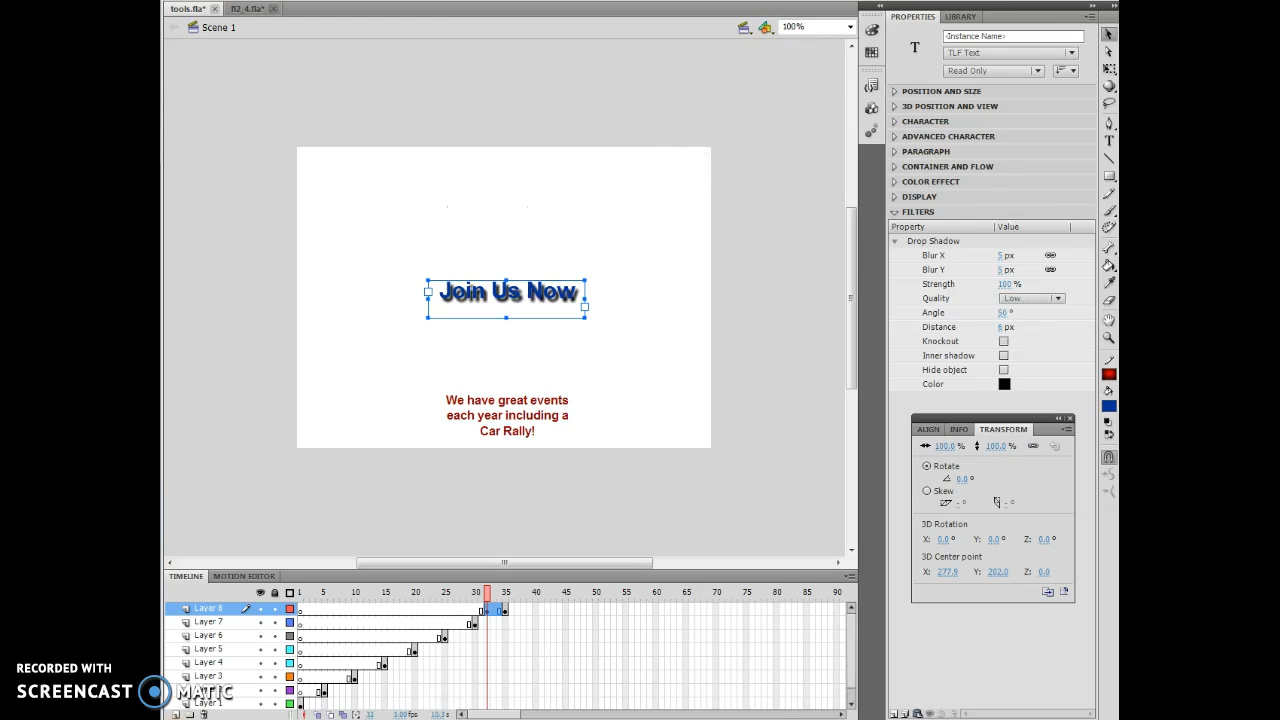 tools.fla*
fl2_4.fla*
Scene 1
100%
PROPERTIES
LIBRARY
<Instance Name>
T
TLF Text
Read Only
POSITION AND SIZE
3D POSITION AND VIEW
CHARACTER
ADVANCED CHARACTER
PARAGRAPH
CONTAINER AND FLOW
COLOR EFFECT
DISPLAY
FILTERS
Property Value
Drop Shadow
Blur X 5 px
Blur Y 5 px
Strength 100 %
Quality Low
Angle 50 °
Distance 6 px
Knockout
Inner shadow
Hide object
Color
Join Us Now
We have great events
each year including a
Car Rally!
ALIGN INFO TRANSFORM
100.0 % 100.0 %
Rotate
0.0 °
Skew
- ° - °
3D Rotation
X: 0.0 ° Y: 0.0 ° Z: 0.0 °
3D Center point
X: 277.9 Y: 202.0 Z: 0.0
TIMELINE MOTION EDITOR
1 5 10 15 20 25 30 35 40 45 50 55 60 65 70 75 80 85 90
Layer 8
Layer 7
Layer 6
Layer 5
Layer 4
Layer 3
Layer 1
32 3.00fps 10.3s
RECORDED WITH
SCREENCAST MATIC